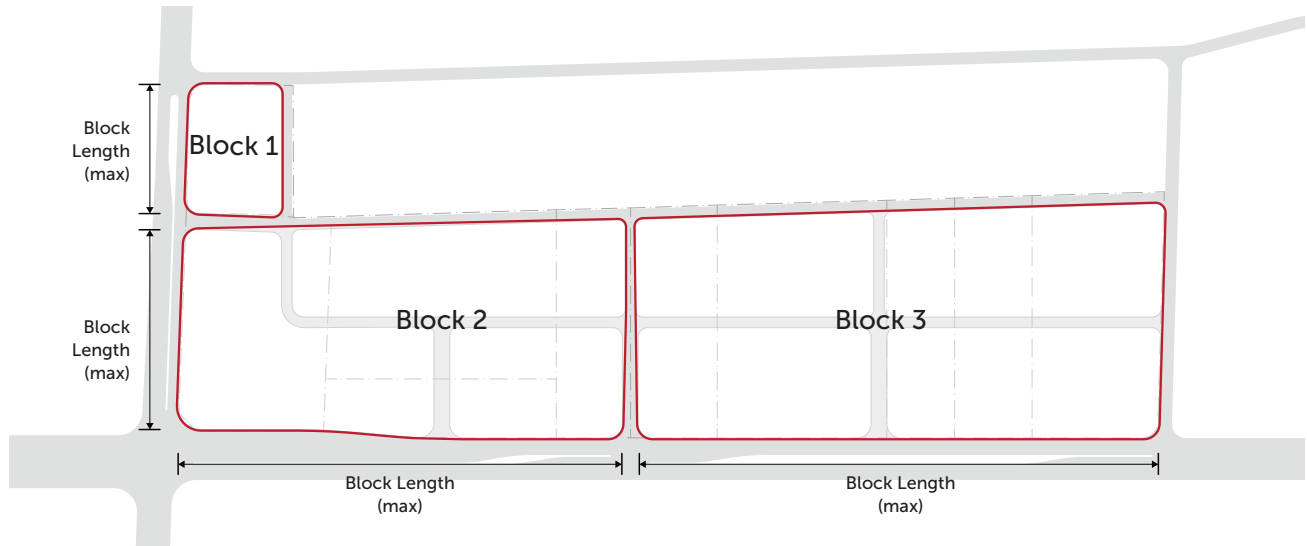 Block
Length
(max)
Block 1
Block
Length
(max)
Block 2
Block 3
Block Length
(max)
Block Length
(max)